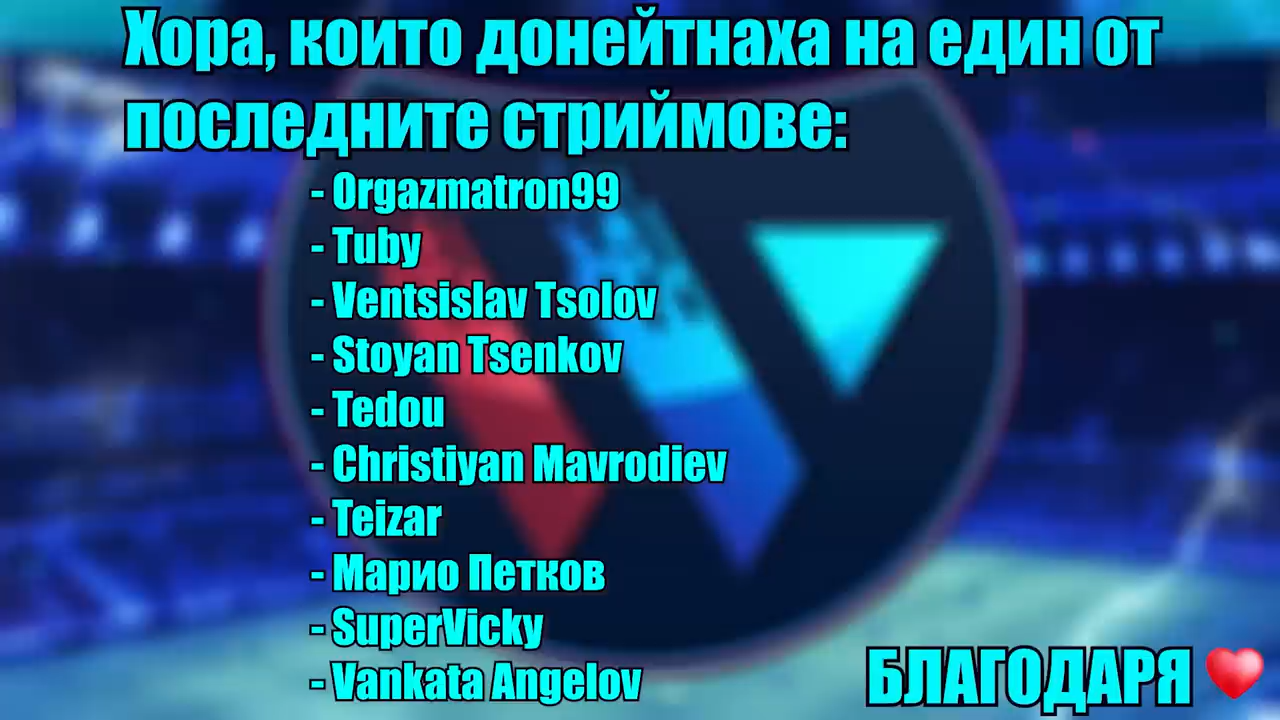 Хора, които донейтнаха на един от
последните стриймове:
- Orgazmatron99
- Tuby
- Ventsislav Tsolov
- Stoyan Tsenkov
- Tedou
- Christiyan Mavrodiev
- Teizar
- Марио Петков
- SuperVicky
- Vankata Angelov
БЛАГОДАРЯ ❤️